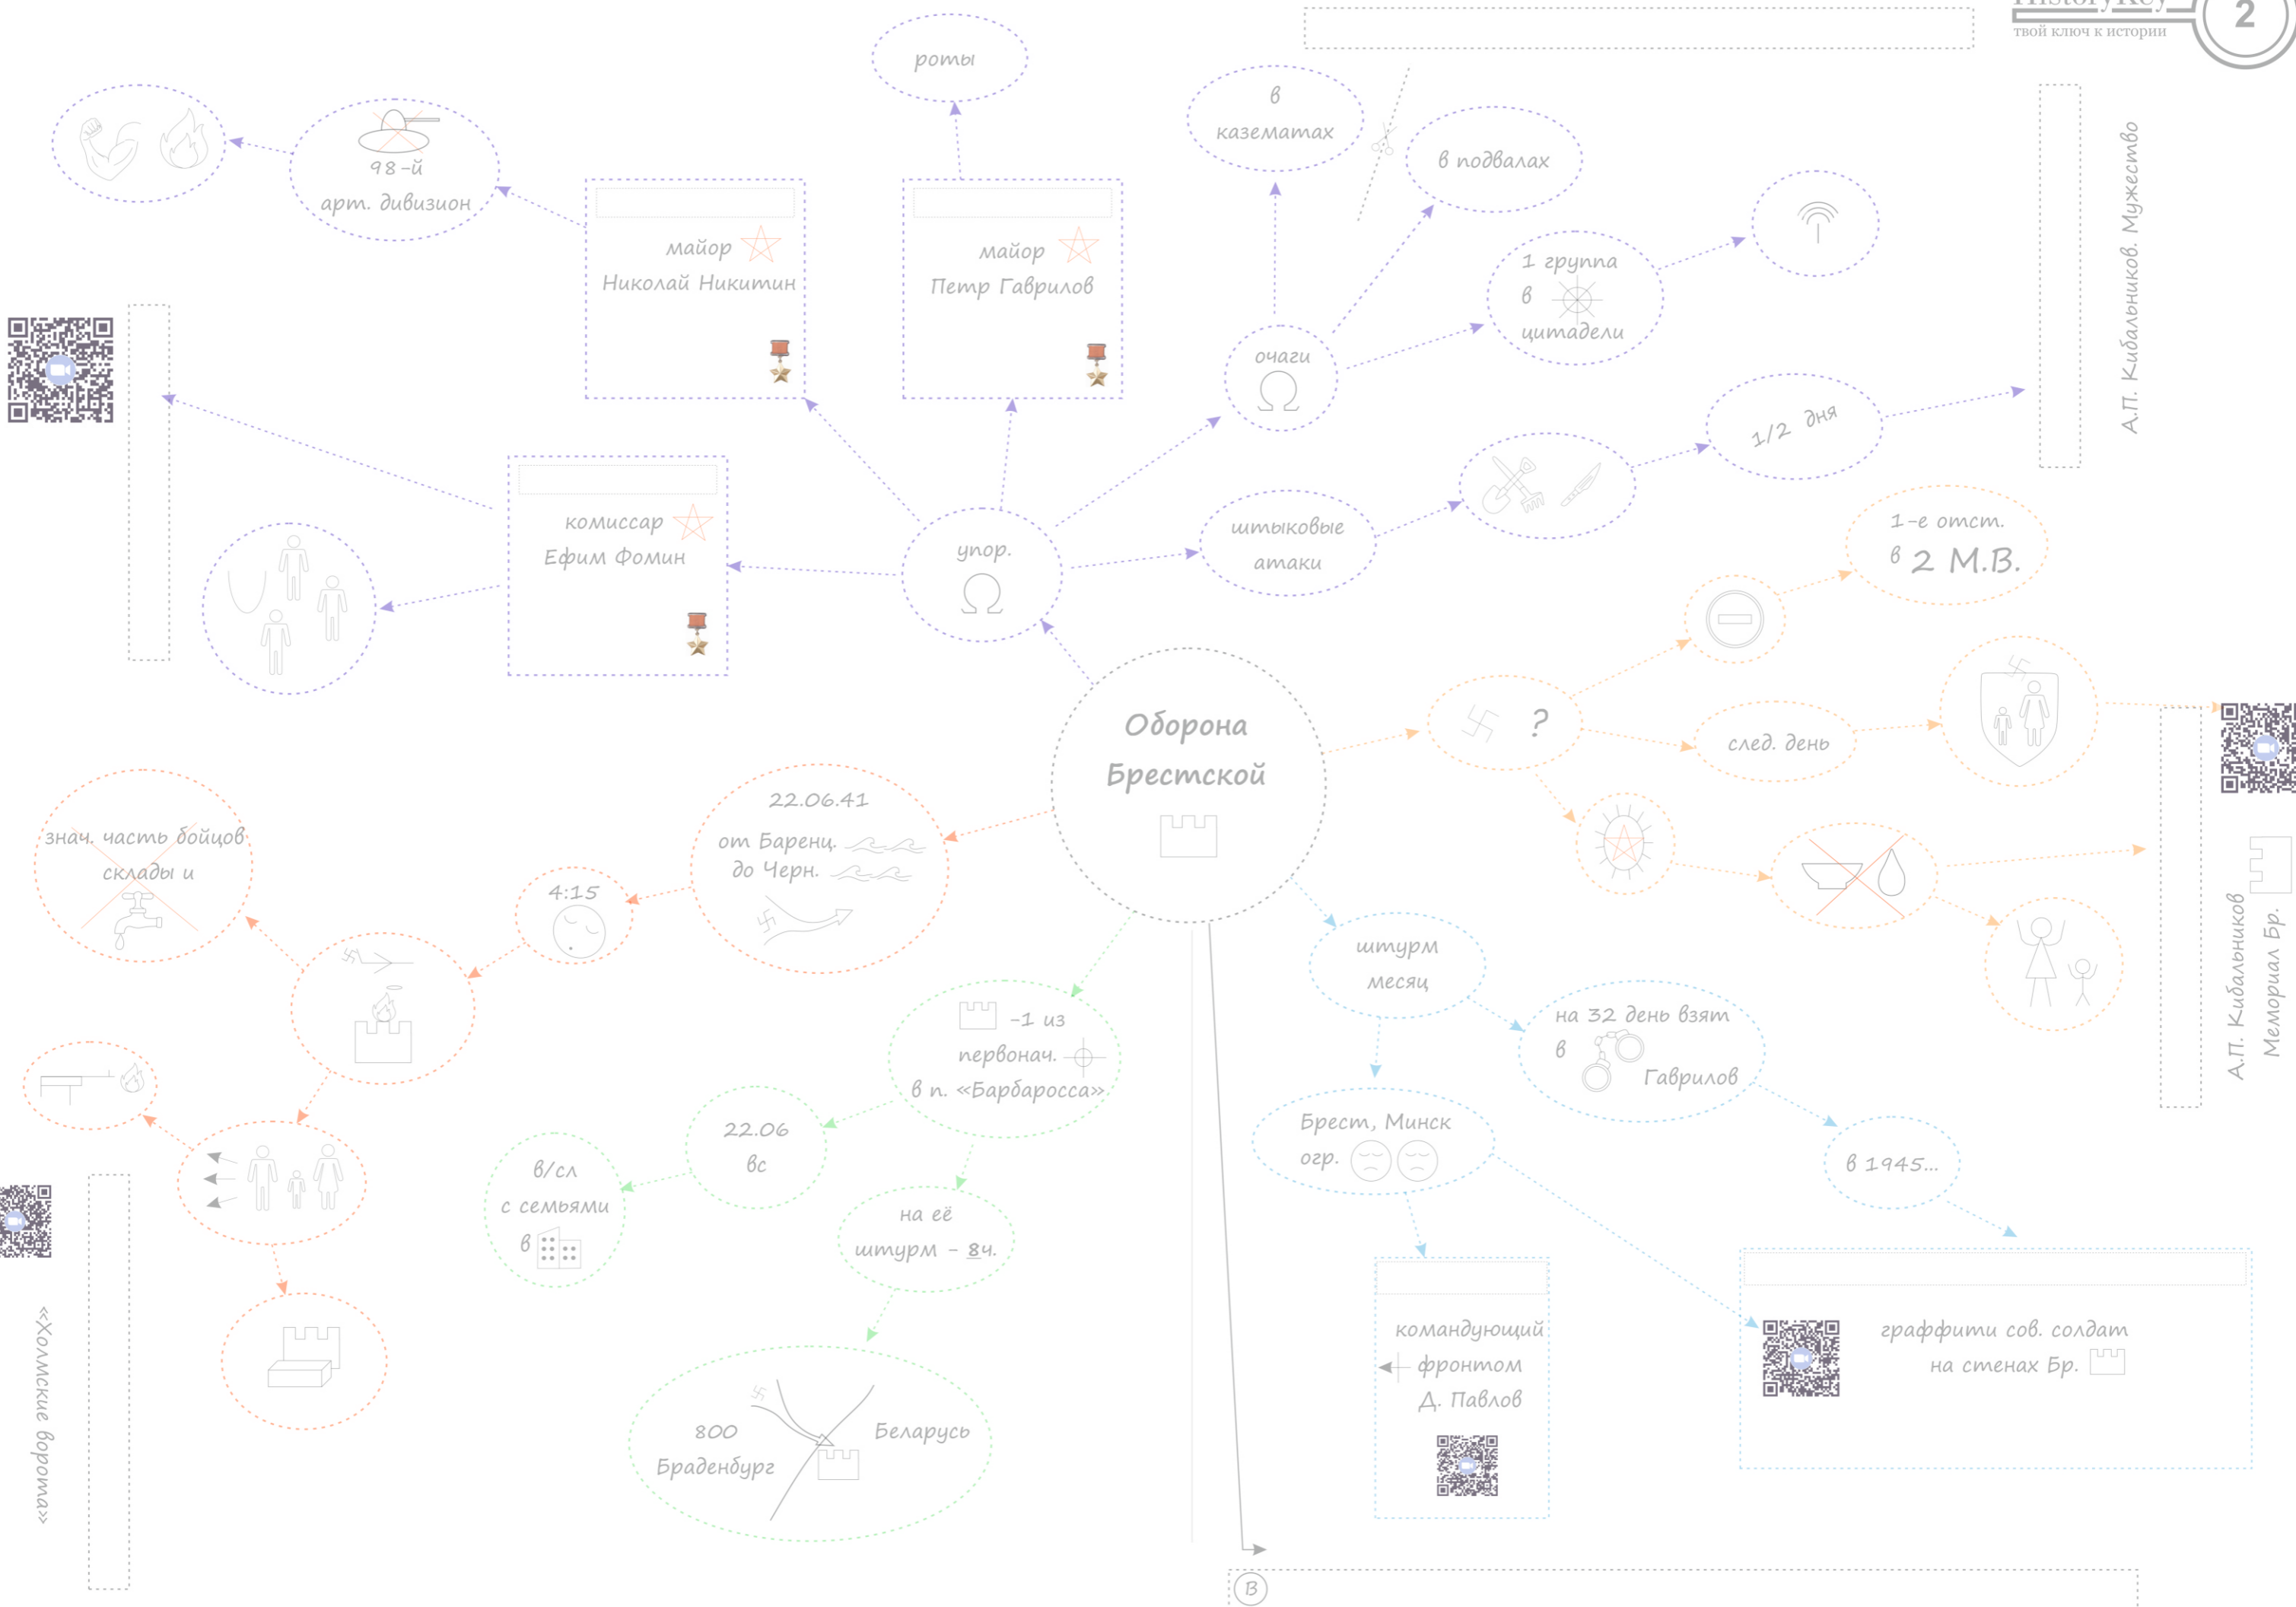 HistoryKey
твой ключ к истории
2
роты
98-й
арт. дивизион
майор
Николай Никитин
майор
Петр Гаврилов
в
казематах
в подвалах
1 группа
в
цитадели
очаги
1/2 дня
А.П. Кибальников. Мужество
комиссар
Ефим Фомин
упор.
штыковые
атаки
1-е отст.
в 2 М.В.
?
след. день
Оборона
Брестской
22.06.41
от Баренц.
до Черн.
4:15
знач. часть бойцов
склады и
«Холмские ворота»
-1 из
первонач.
в п. «Барбаросса»
22.06
вс
в/сл
с семьями
в
на её
штурм - 8ч.
800
Браденбург
Беларусь
штурм
месяц
на 32 день взят
в
Гаврилов
Брест, Минск
огр.
в 1945...
командующий
фронтом
Д. Павлов
граффити сов. солдат
на стенах Бр.
А.П. Кибальников
Мемориал Бр.
В